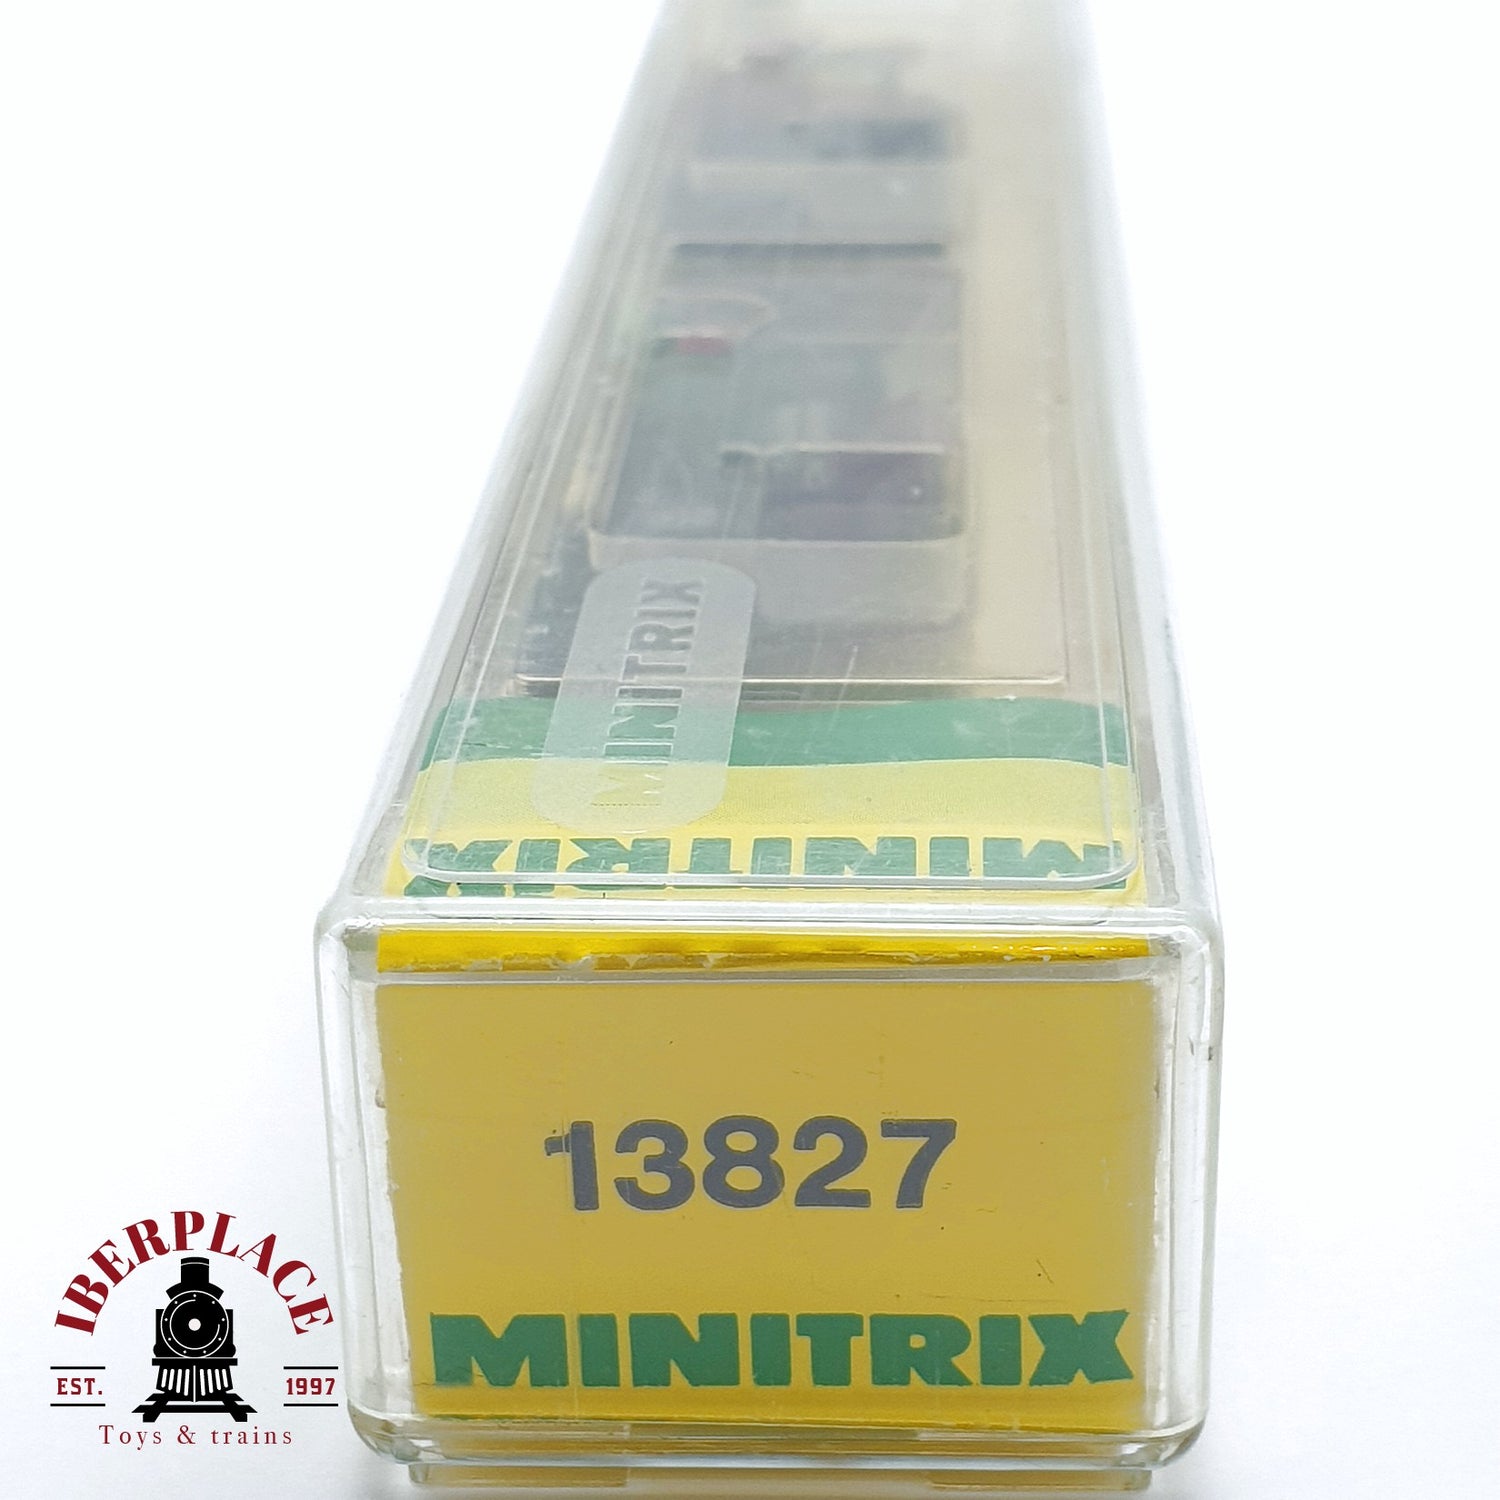 MINITRIX
MINITRIX
13827
MINITRIX
IBERPLACE
EST. 1997
Toys & trains